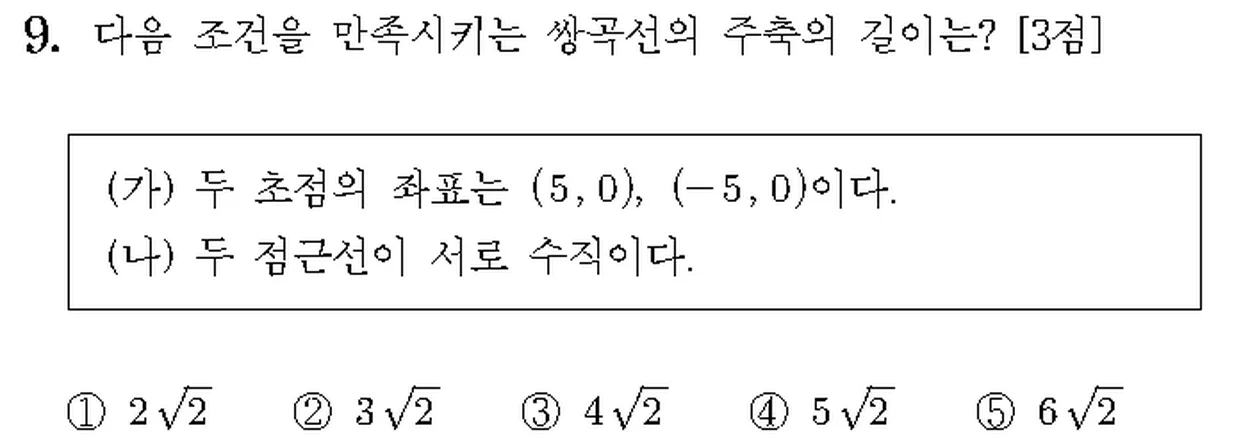 9. 다음 조건을 만족시키는 쌍곡선의 주축의 길이는? [3점]
(가) 두 초점의 좌표는 (5, 0), (-5, 0)이다.
(나) 두 점근선이 서로 수직이다.
① 2√2 ② 3√2 ③ 4√2 ④ 5√2 ⑤ 6√2